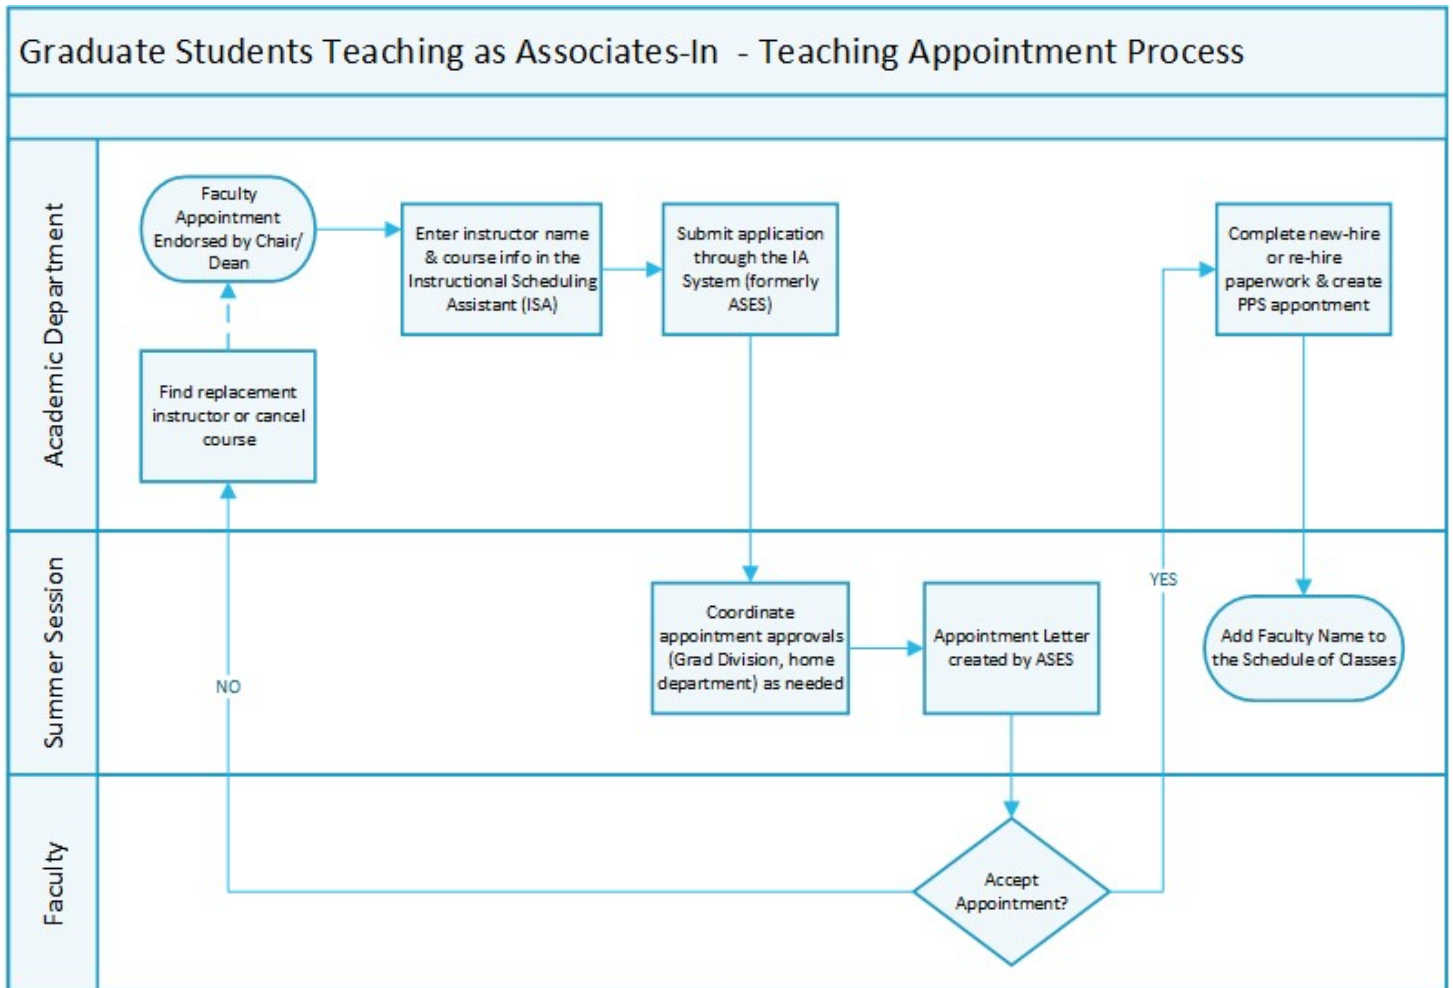 Graduate Students Teaching as Associates-In - Teaching Appointment Process
Academic Department
Faculty
Appointment
Endorsed by Chair/
Dean
Enter instructor name
& course info in the
Instructional Scheduling
Assistant (ISA)
Submit application
through the IA
System (formerly
ASES)
Complete new-hire
or re-hire
paperwork & create
PPS appontment
Find replacement
instructor or cancel
course
Summer Session
NO
Coordinate
appointment approvals
(Grad Division, home
department) as needed
Appointment Letter
created by ASES
YES
Add Faculty Name to
the Schedule of Classes
Faculty
Accept
Appointment?